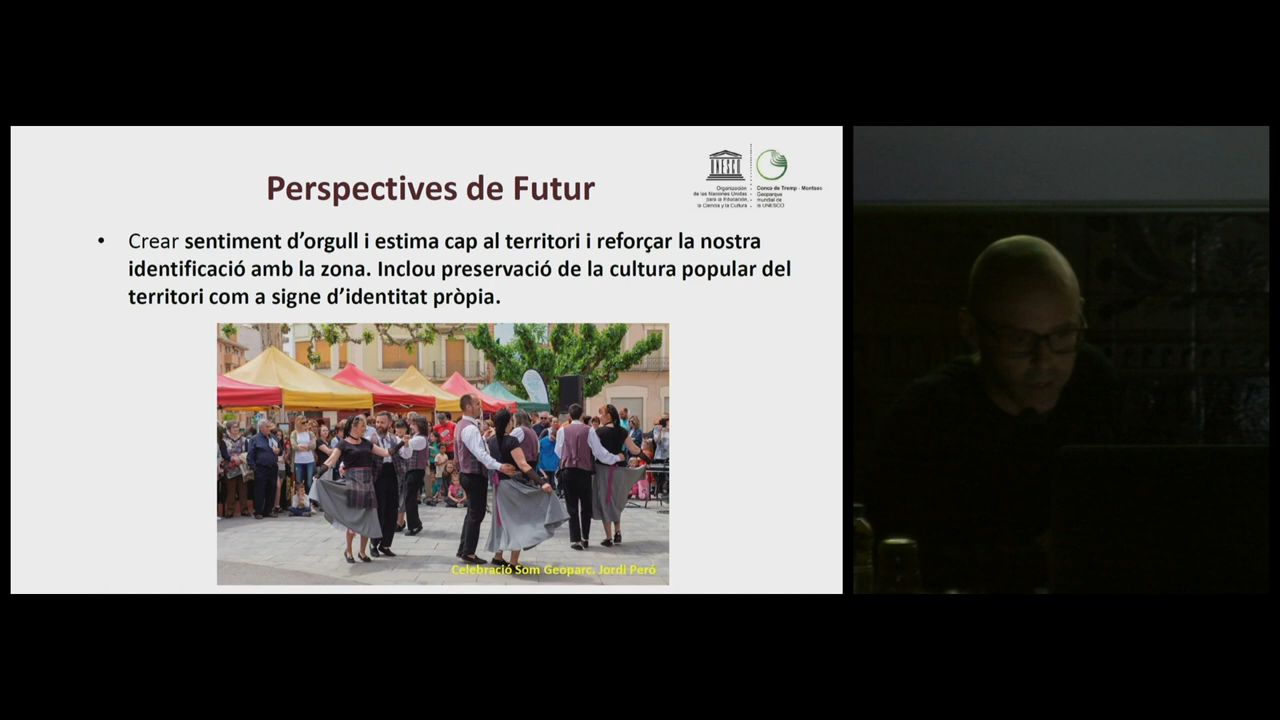 UNESCO
Organización
de las Naciones Unidas
para la Educación,
la Ciencia y la Cultura
Conca de Tremp - Montsec
Geoparque
mundial de
la UNESCO
Perspectives de Futur
• Crear sentiment d’orgull i estima cap al territori i reforçar la nostra
identificació amb la zona. Inclou preservació de la cultura popular del
territori com a signe d’identitat pròpia.
Celebració Som Geoparc. Jordi Peró